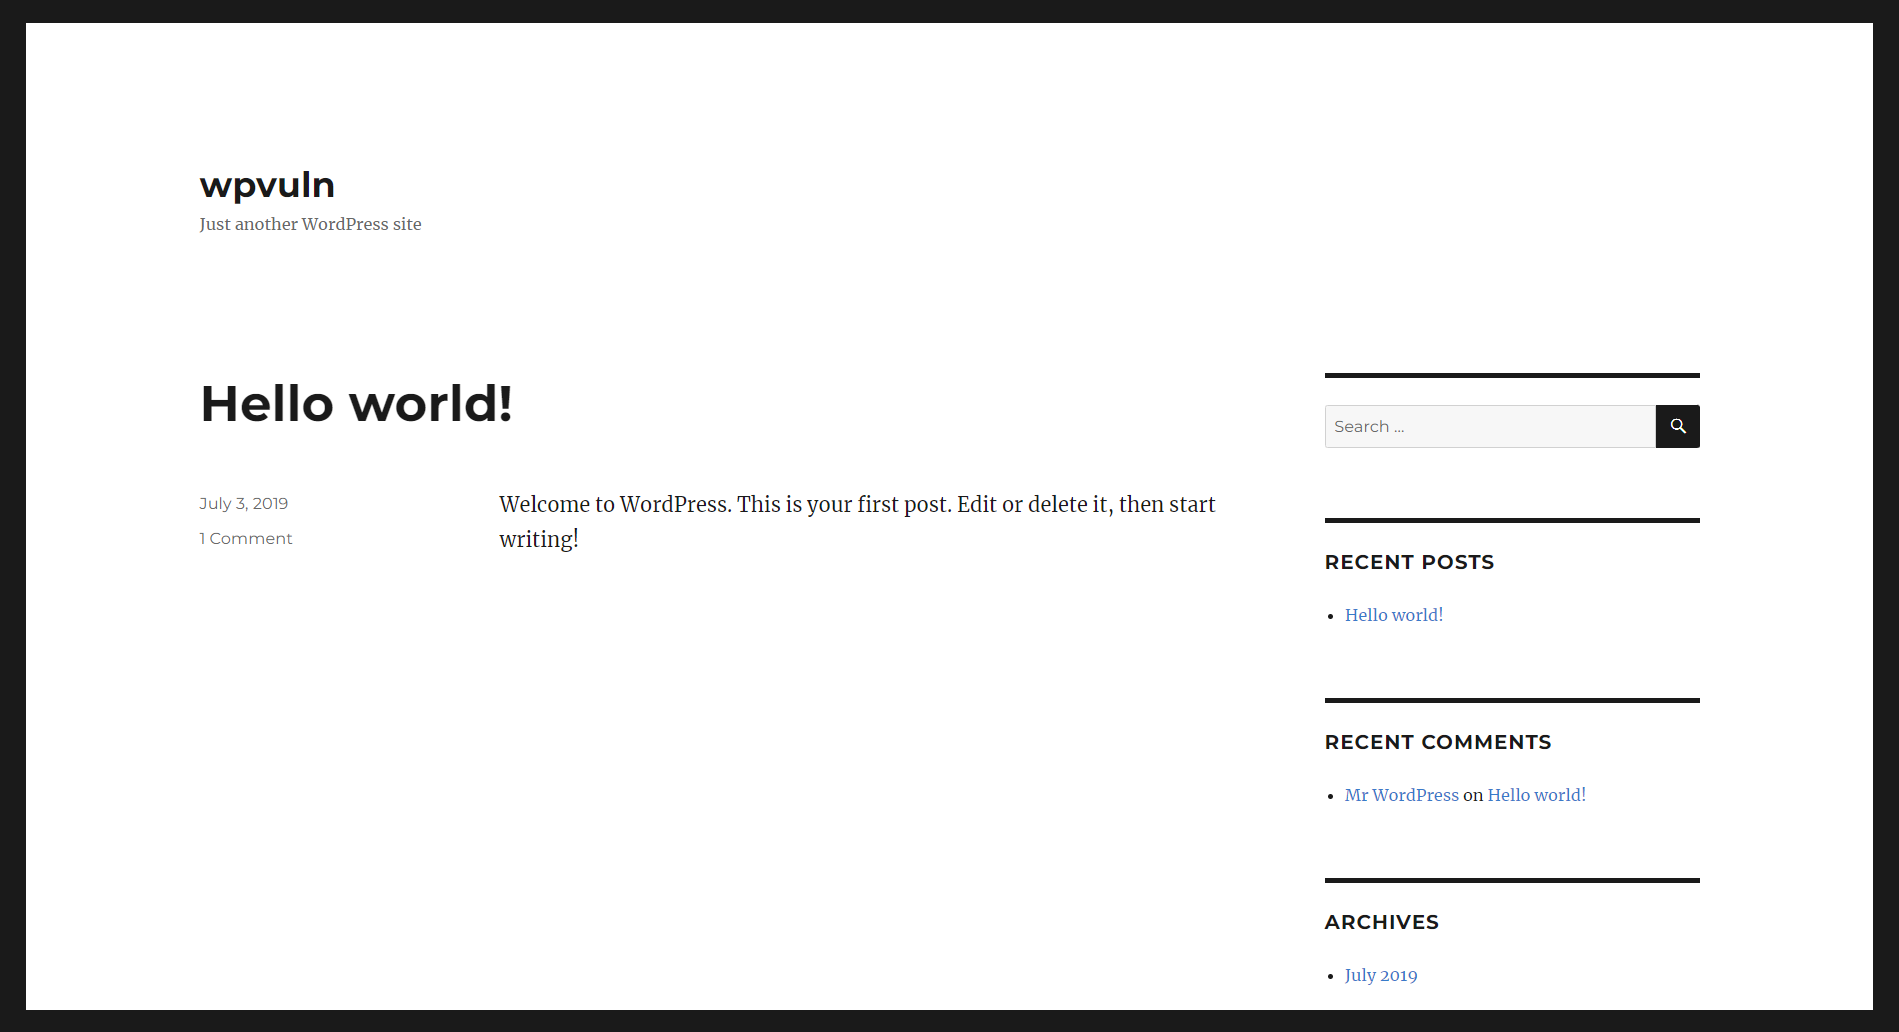 wpvuln
Just another WordPress site
Hello world!
July 3, 2019
1 Comment
Welcome to WordPress. This is your first post. Edit or delete it, then start
writing!
Search …
RECENT POSTS
Hello world!
RECENT COMMENTS
Mr WordPress on Hello world!
ARCHIVES
July 2019